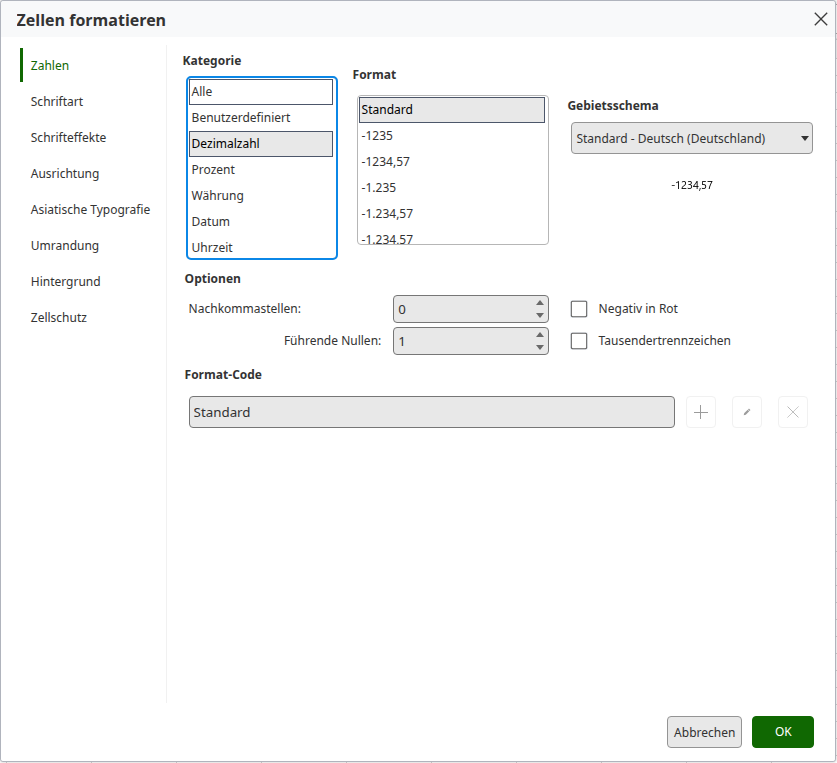 Zellen formatieren
Zahlen
Schriftart
Schrifteffekte
Ausrichtung
Asiatische Typografie
Umrandung
Hintergrund
Zellschutz
Kategorie
Alle
Benutzerdefiniert
Dezimalzahl
Prozent
Währung
Datum
Uhrzeit
Format
Standard
-1235
-1234,57
-1.235
-1.234,57
-1.234,57
Gebietsschema
Standard - Deutsch (Deutschland)
-1234,57
Optionen
Nachkommastellen: 0
Negativ in Rot
Führende Nullen: 1
Tausendertrennzeichen
Format-Code
Standard
Abbrechen OK